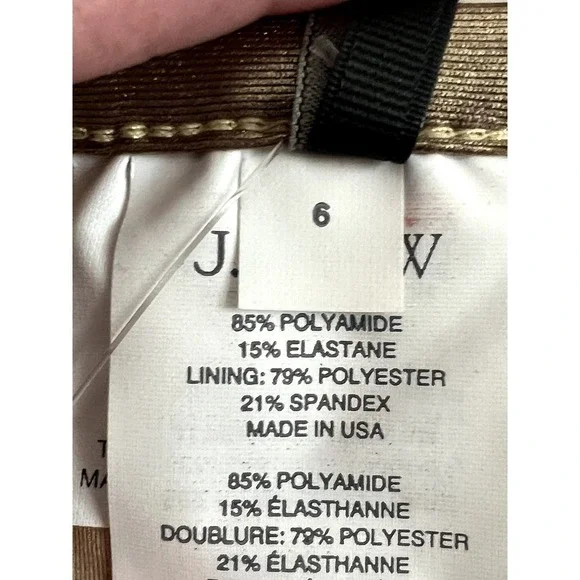 6
J. W
85% POLYAMIDE
15% ELASTANE
LINING: 79% POLYESTER
21% SPANDEX
MADE IN USA
85% POLYAMIDE
15% ÉLASTHANNE
DOUBLURE: 79% POLYESTER
21% ÉLASTHANNE